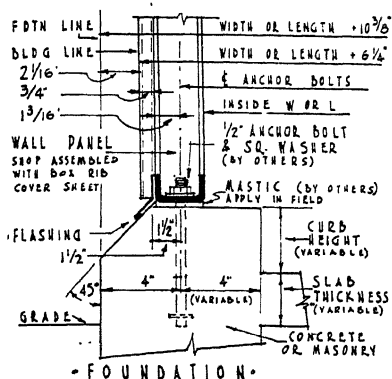 FDTN LINE
WIDTH OR LENGTH +10 3/8"
BLDG LINE
WIDTH OR LENGTH +6 1/4"
2 1/16"
℄ ANCHOR BOLTS
3/4"
INSIDE W OR L
1 3/16"
1/2" ANCHOR BOLT
& SQ. WASHER
(BY OTHERS)
WALL PANEL
SHOP ASSEMBLED
WITH BOX RIB
COVER SHEET
MASTIC (BY OTHERS)
APPLY IN FIELD
FLASHING
1 1/2"
1 1/2"
CURB
HEIGHT
(VARIABLE)
45°
4"
4"
(VARIABLE)
SLAB
THICKNESS
(VARIABLE)
GRADE
CONCRETE
OR MASONRY
• FOUNDATION •